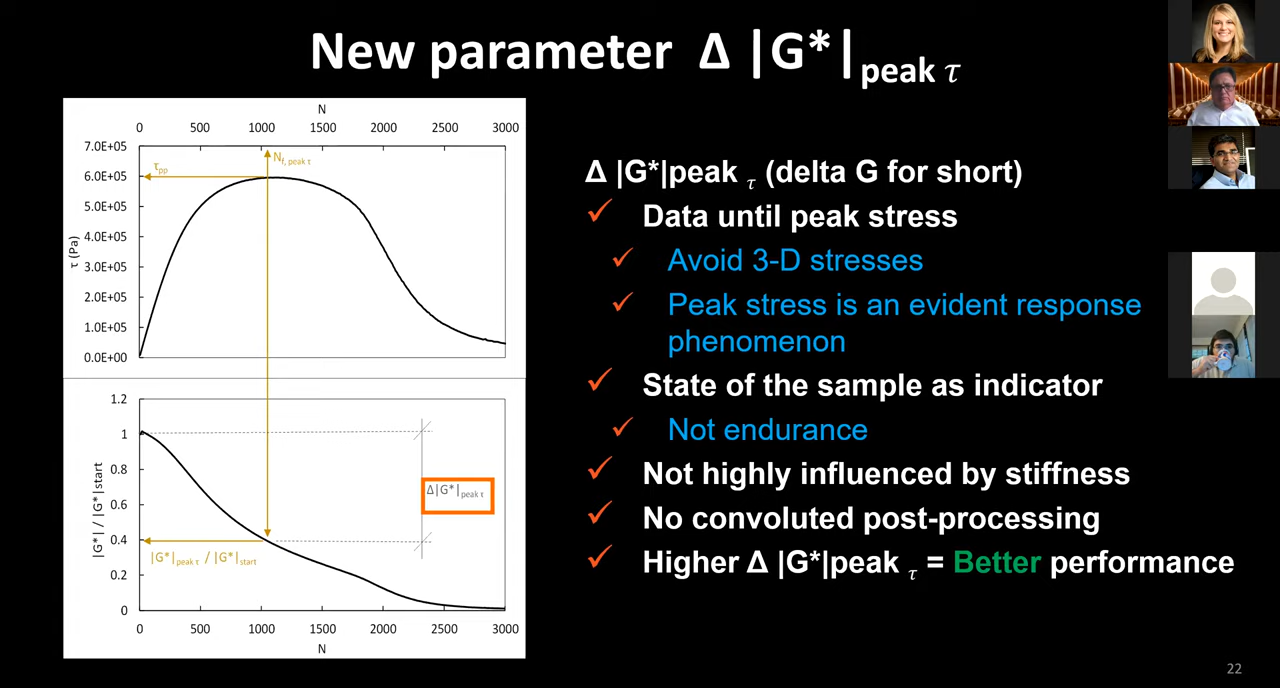 New parameter Δ |G*|peak τ
N
0 500 1000 1500 2000 2500 3000
7.0E+05
6.0E+05
5.0E+05
4.0E+05
3.0E+05
2.0E+05
1.0E+05
0.0E+00
τ (Pa)
τpp
Nf, peak τ
1.2
1
0.8
0.6
0.4
0.2
0
|G*| / |G*|start
Δ|G*|peak τ
|G*|peak τ / |G*|start
0 500 1000 1500 2000 2500 3000
N
Δ |G*|peak τ (delta G for short)
✓ Data until peak stress
✓ Avoid 3-D stresses
✓ Peak stress is an evident response
phenomenon
✓ State of the sample as indicator
✓ Not endurance
✓ Not highly influenced by stiffness
✓ No convoluted post-processing
✓ Higher Δ |G*|peak τ = Better performance
22